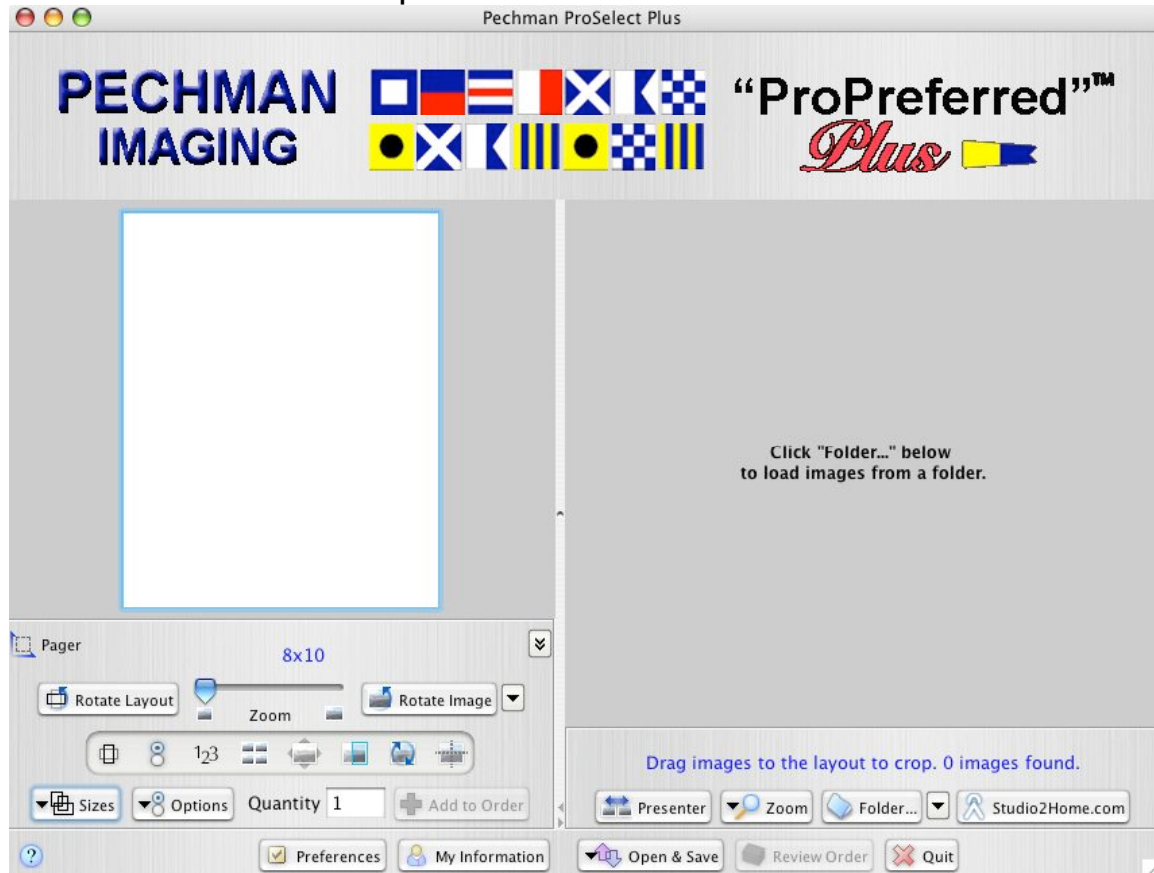 Pechman ProSelect Plus
PECHMAN
IMAGING
“ProPreferred”™
Plus
Click "Folder..." below
to load images from a folder.
Pager
8x10
Rotate Layout
Zoom
Rotate Image
123
Sizes
Options
Quantity 1
Add to Order
Drag images to the layout to crop. 0 images found.
Presenter
Zoom
Folder...
Studio2Home.com
?
Preferences
My Information
Open & Save
Review Order
Quit